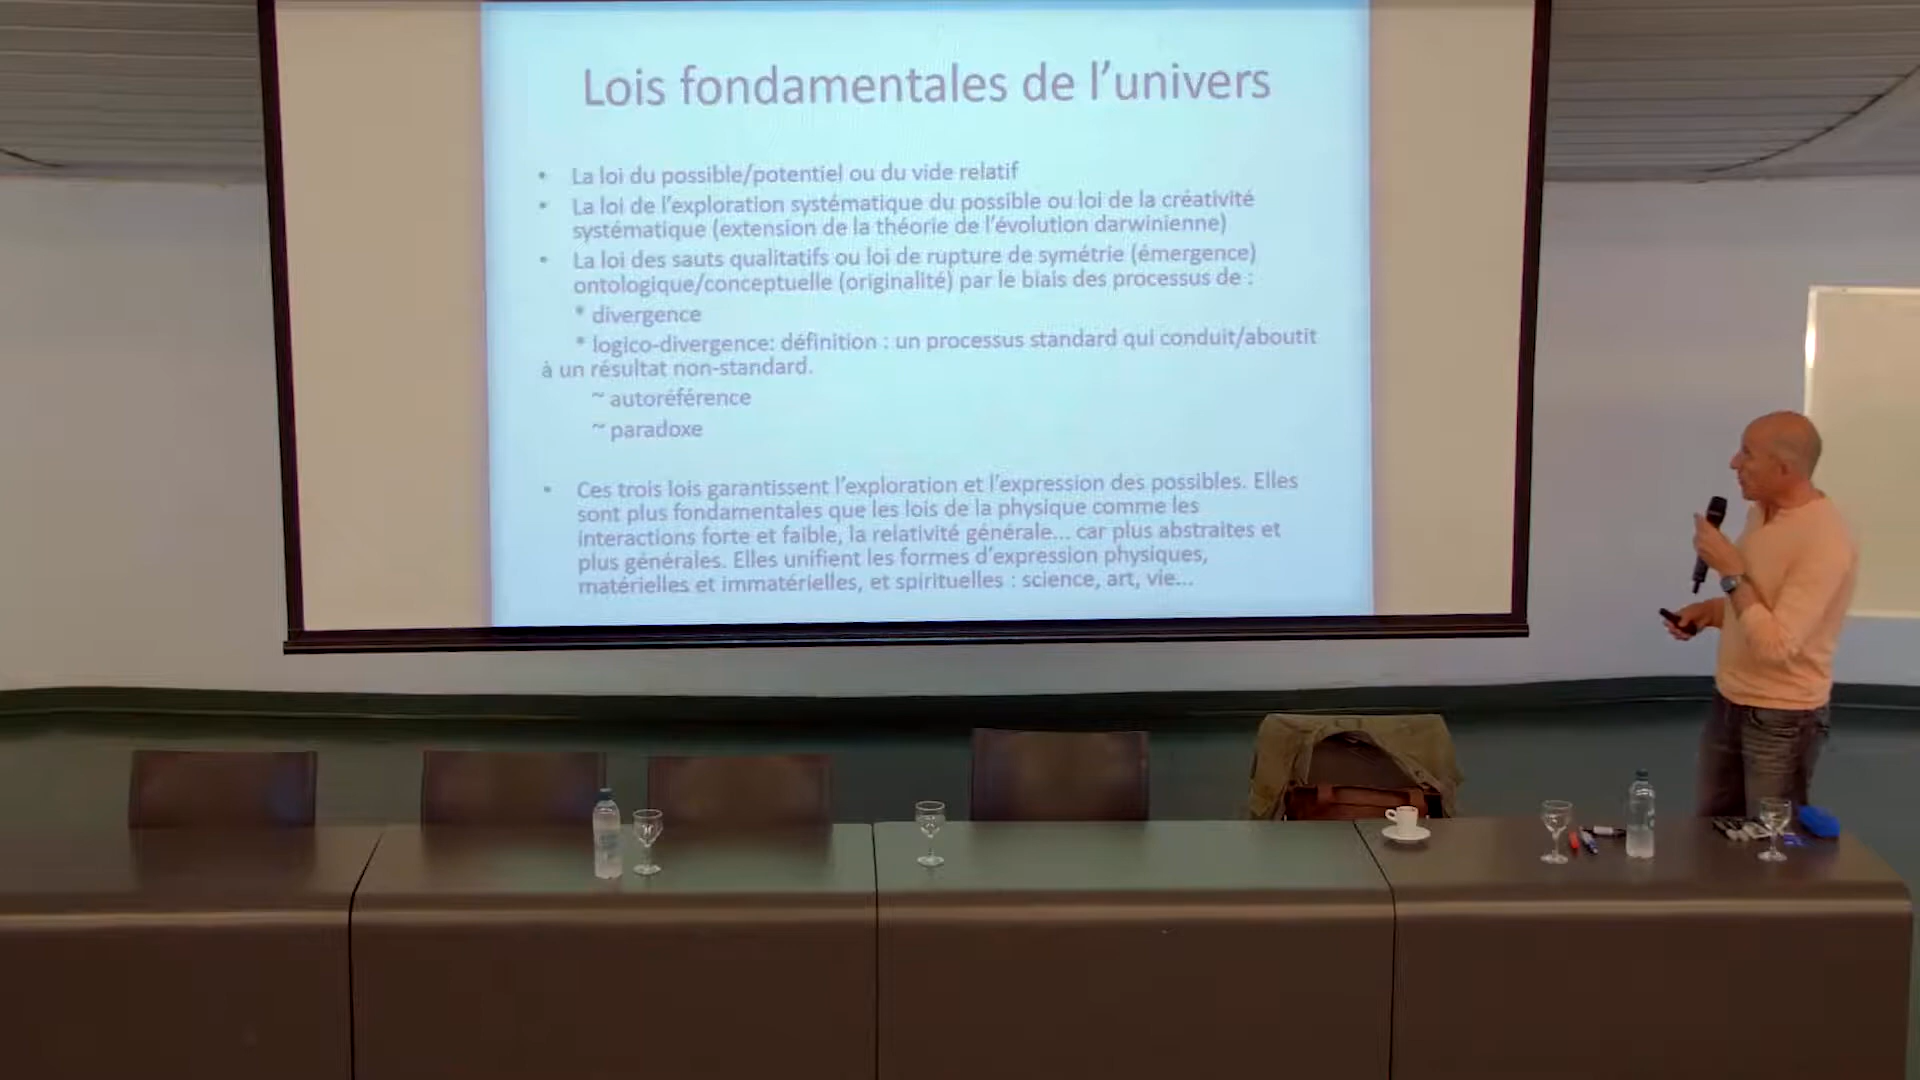 Lois fondamentales de l'univers
• La loi du possible/potentiel ou du vide relatif
• La loi de l'exploration systématique du possible ou loi de la créativité
systématique (extension de la théorie de l'évolution darwinienne)
• La loi des sauts qualitatifs ou loi de rupture de symétrie (émergence)
ontologique/conceptuelle (originalité) par le biais des processus de :
* divergence
* logico-divergence: définition : un processus standard qui conduit/aboutit
à un résultat non-standard.
~ autoréférence
~ paradoxe
• Ces trois lois garantissent l'exploration et l'expression des possibles. Elles
sont plus fondamentales que les lois de la physique comme les
interactions forte et faible, la relativité générale... car plus abstraites et
plus générales. Elles unifient les formes d'expression physiques,
matérielles et immatérielles, et spirituelles : science, art, vie...